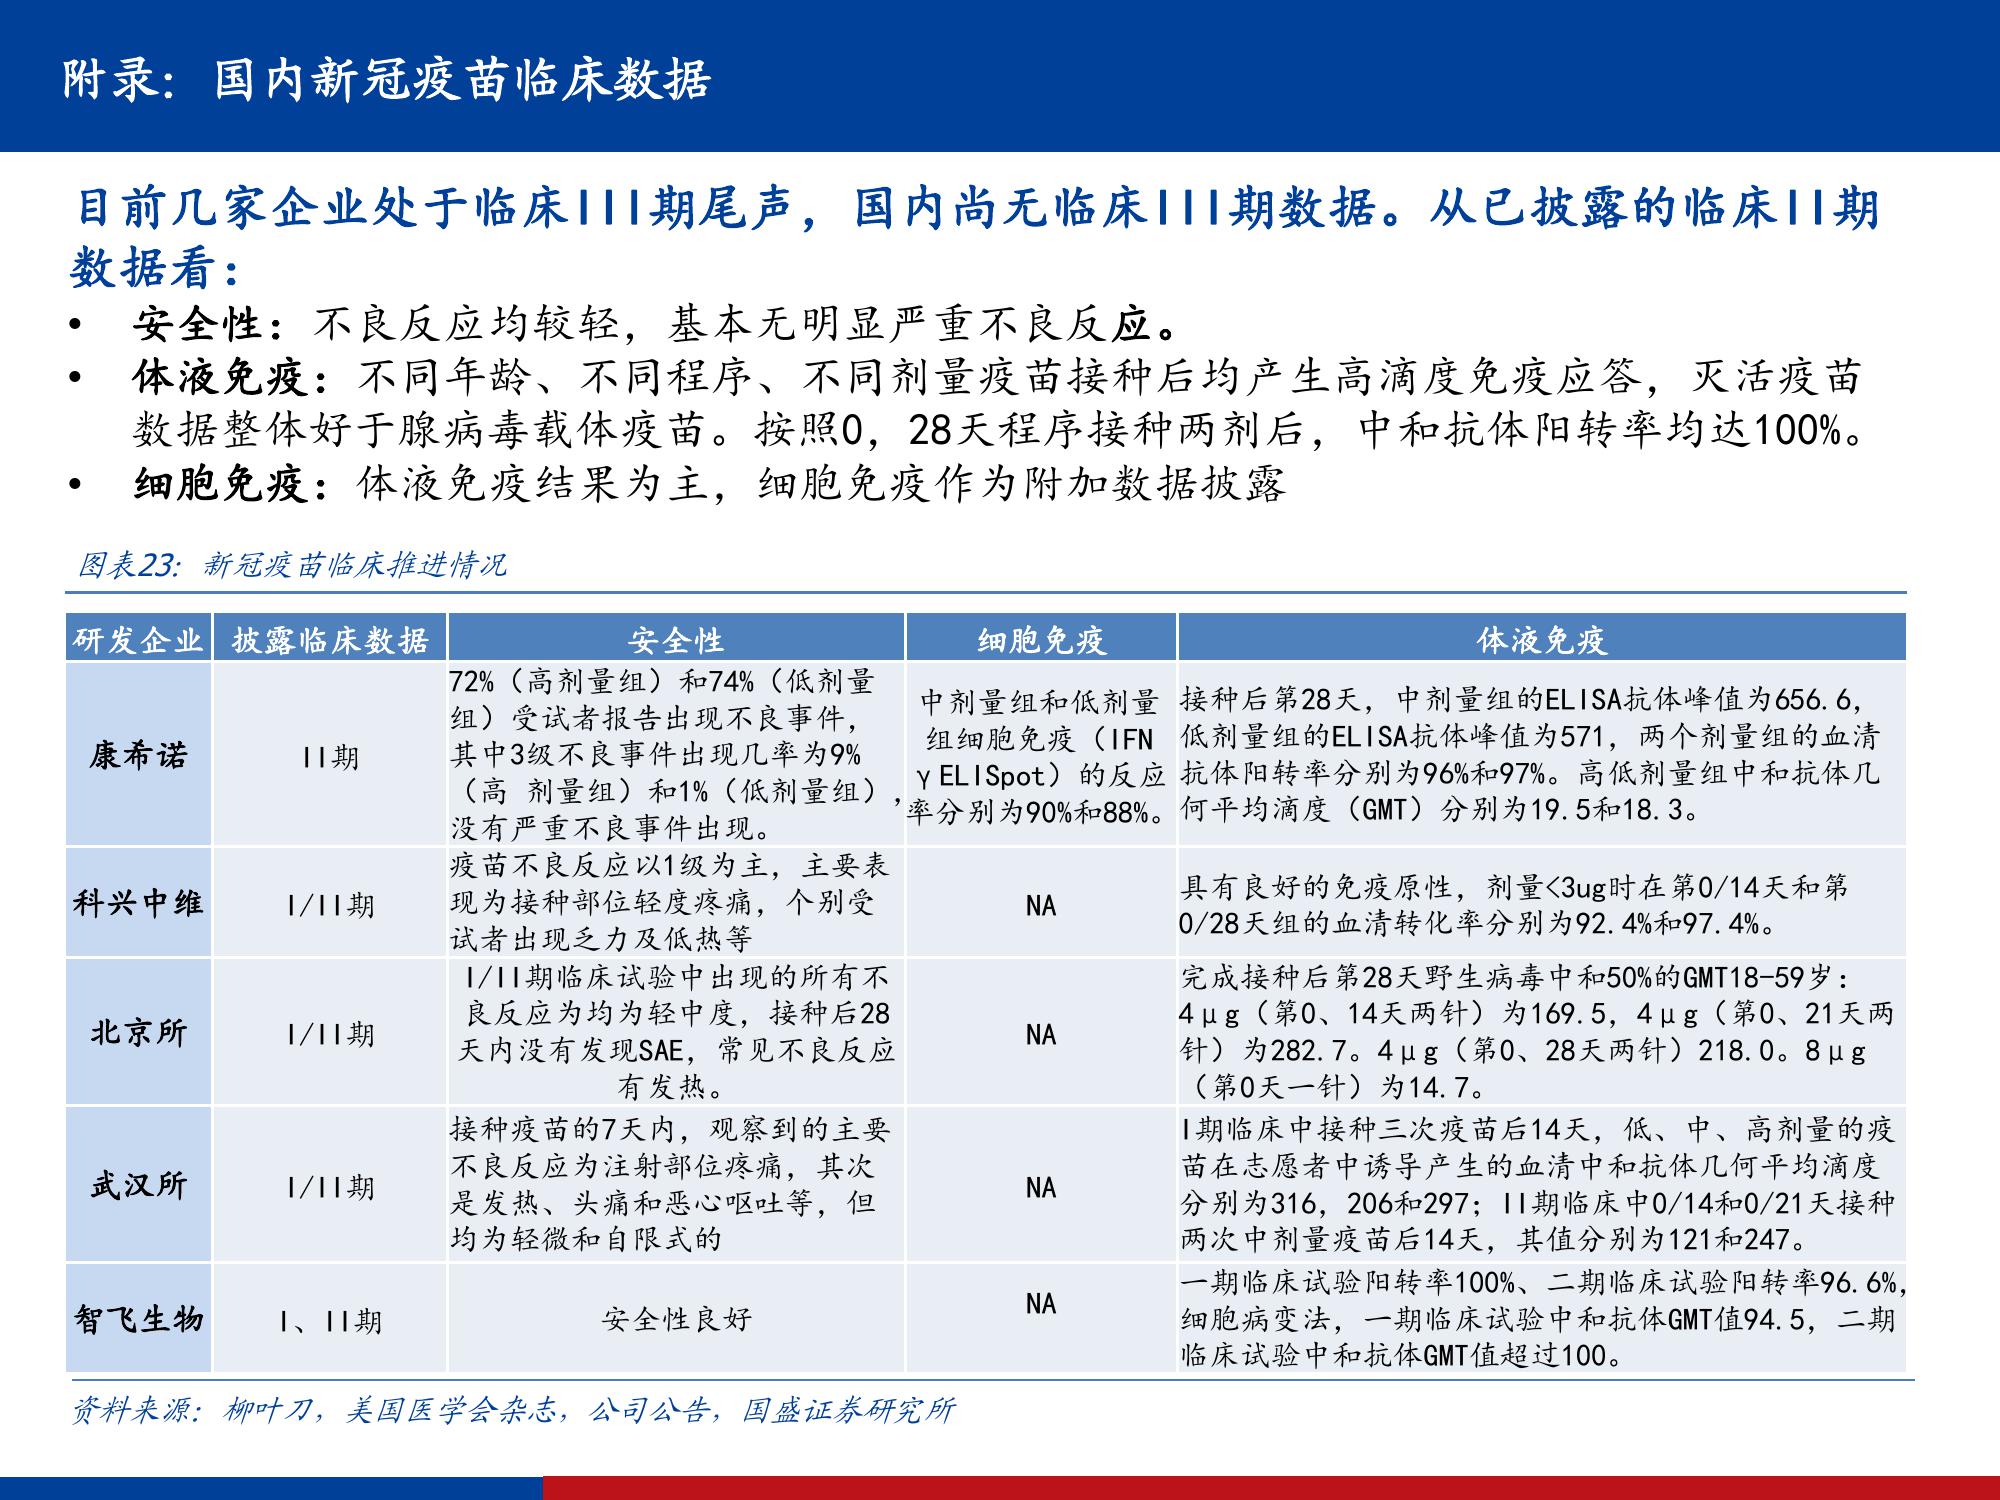 附录：国内新冠疫苗临床数据
目前几家企业处于临床III期尾声，国内尚无临床III期数据。从已披露的临床II期
数据看：
• 安全性：不良反应均较轻，基本无明显严重不良反应。
• 体液免疫：不同年龄、不同程序、不同剂量疫苗接种后均产生高滴度免疫应答，灭活疫苗
数据整体好于腺病毒载体疫苗。按照0，28天程序接种两剂后，中和抗体阳转率均达100%。
• 细胞免疫：体液免疫结果为主，细胞免疫作为附加数据披露
图表23：新冠疫苗临床推进情况
研发企业 披露临床数据 安全性 细胞免疫 体液免疫
康希诺
II期
72%（高剂量组）和74%（低剂量
组）受试者报告出现不良事件，
其中3级不良事件出现几率为9%
（高 剂量组）和1%（低剂量组），
没有严重不良事件出现。
中剂量组和低剂量
组细胞免疫（IFN
γELISpot）的反应
率分别为90%和88%。
接种后第28天，中剂量组的ELISA抗体峰值为656.6，
低剂量组的ELISA抗体峰值为571，两个剂量组的血清
抗体阳转率分别为96%和97%。高低剂量组中和抗体几
何平均滴度（GMT）分别为19.5和18.3。
科兴中维
I/II期
疫苗不良反应以1级为主，主要表
现为接种部位轻度疼痛，个别受
试者出现乏力及低热等
NA
具有良好的免疫原性，剂量<3ug时在第0/14天和第
0/28天组的血清转化率分别为92.4%和97.4%。
北京所
I/II期
I/II期临床试验中出现的所有不
良反应为均为轻中度，接种后28
天内没有发现SAE，常见不良反应
有发热。
NA
完成接种后第28天野生病毒中和50%的GMT18-59岁：
4μg（第0、14天两针）为169.5，4μg（第0、21天两
针）为282.7。4μg（第0、28天两针）218.0。8μg
（第0天一针）为14.7。
武汉所
I/II期
接种疫苗的7天内，观察到的主要
不良反应为注射部位疼痛，其次
是发热、头痛和恶心呕吐等，但
均为轻微和自限式的
NA
I期临床中接种三次疫苗后14天，低、中、高剂量的疫
苗在志愿者中诱导产生的血清中和抗体几何平均滴度
分别为316，206和297；II期临床中0/14和0/21天接种
两次中剂量疫苗后14天，其值分别为121和247。
智飞生物
I、II期
安全性良好
NA
一期临床试验阳转率100%、二期临床试验阳转率96.6%，
细胞病变法，一期临床试验中和抗体GMT值94.5，二期
临床试验中和抗体GMT值超过100。
资料来源：柳叶刀，美国医学会杂志，公司公告，国盛证券研究所